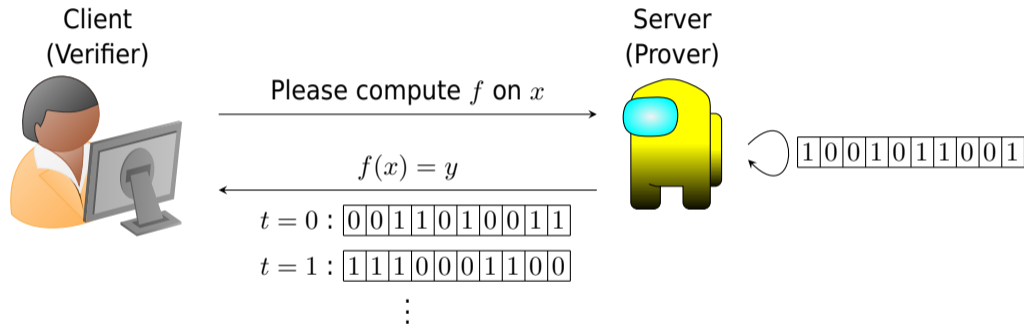 Client
(Verifier)
Server
(Prover)
Please compute f on x
1 0 0 1 0 1 1 0 0 1
f(x) = y
t = 0 : 0 0 1 1 0 1 0 0 1 1
t = 1 : 1 1 1 0 0 0 1 1 0 0
⋮